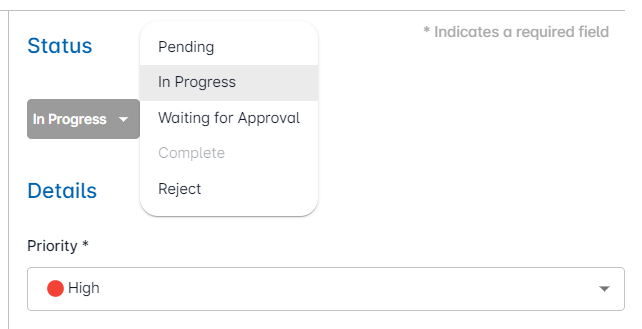 * Indicates a required field
Status
Pending
In Progress
Waiting for Approval
Complete
Reject
In Progress
Details
Priority *
High